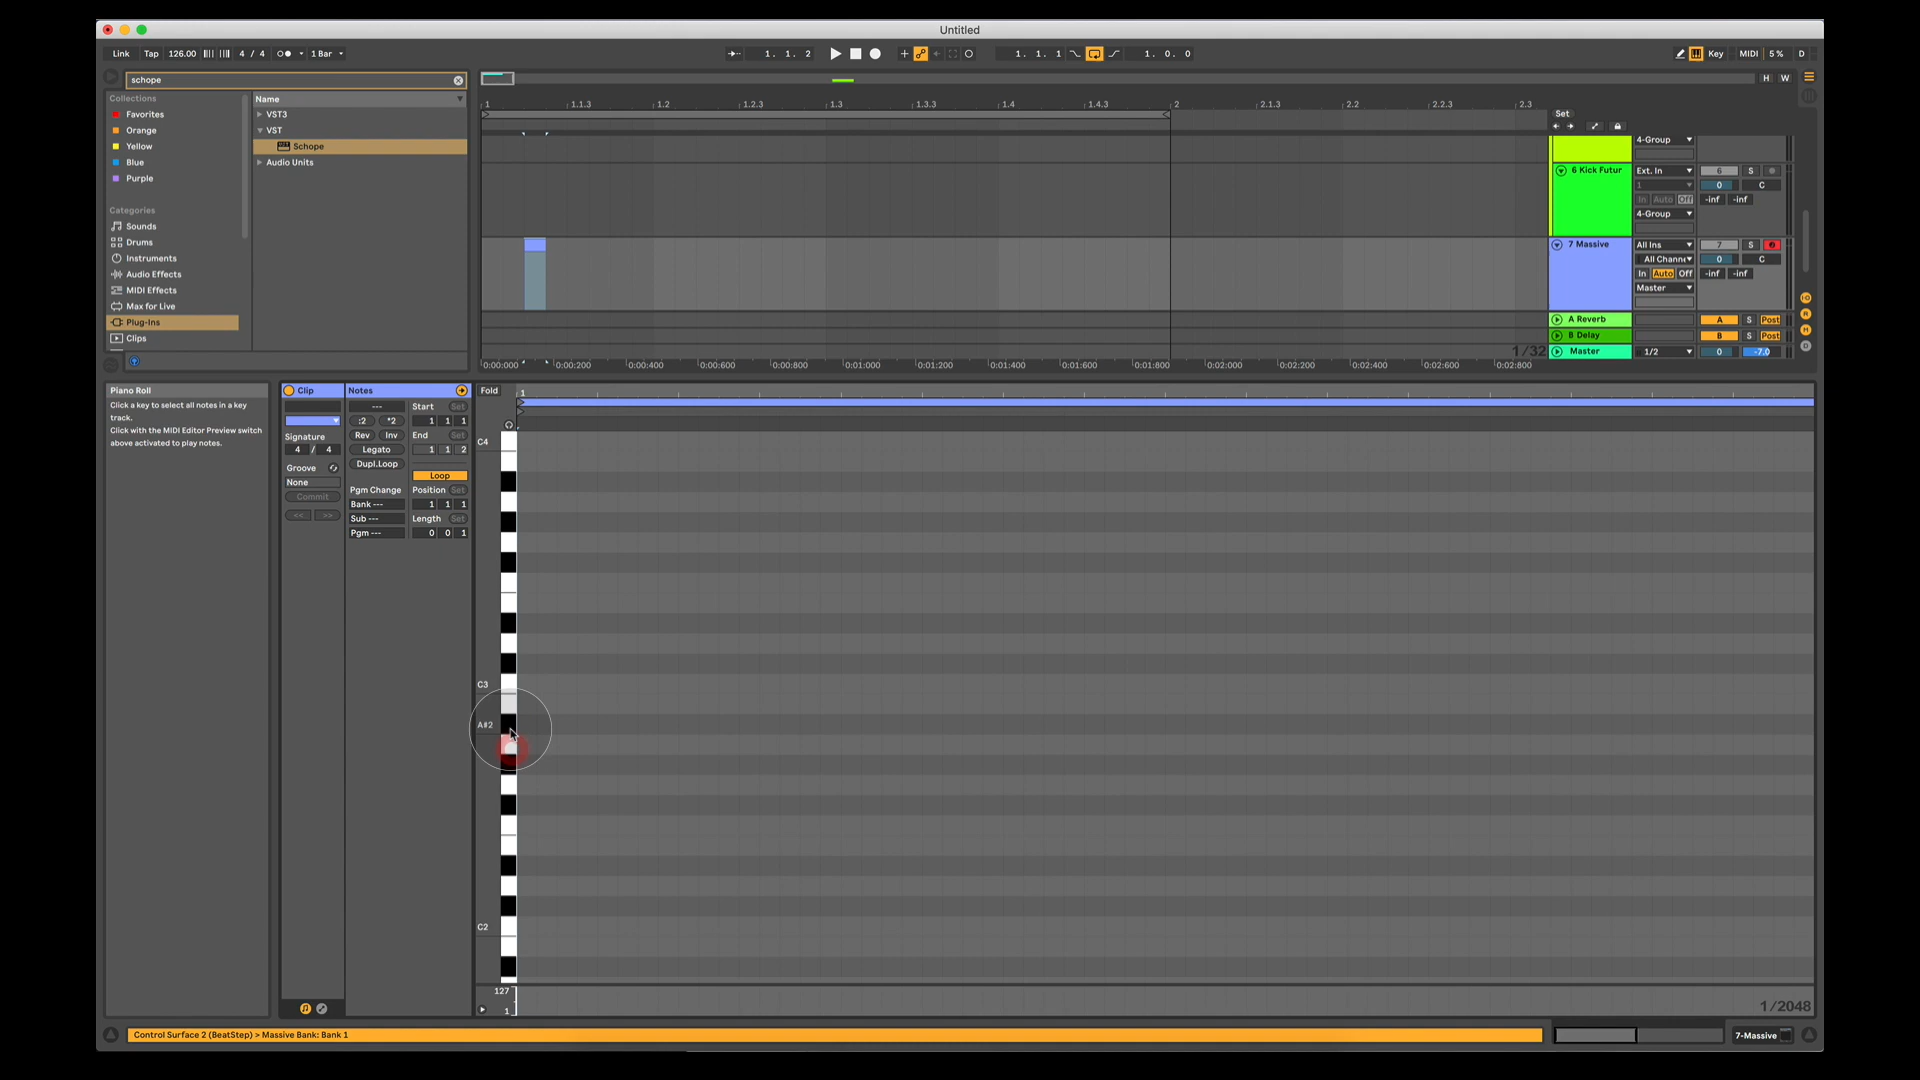 Untitled
Link Tap 126.00 4 / 4 1 Bar 1. 1. 2 1. 1. 1 1. 0. 0 Key MIDI 5 % D
schope
H W
Collections
Favorites
Orange
Yellow
Blue
Purple
Categories
Sounds
Drums
Instruments
Audio Effects
MIDI Effects
Max for Live
Plug-Ins
Clips
Name
VST3
VST
Schope
Audio Units
1 1.1.3 1.2 1.2.3 1.3 1.3.3 1.4 1.4.3 2 2.1.3 2.2 2.2.3 2.3
Set
4-Group
6 Kick Futur Ext. In 6 S
1 0 C
In Auto Off -inf -inf
4-Group
7 Massive All Ins 7 S
All Channe 0 C
In Auto Off -inf -inf
Master
A Reverb A S Post
B Delay B S Post
1/32
Master 1/2 0 -7.0
0:00:000 0:00:200 0:00:400 0:00:600 0:00:800 0:01:000 0:01:200 0:01:400 0:01:600 0:01:800 0:02:000 0:02:200 0:02:400 0:02:600 0:02:800
Piano Roll
Click a key to select all notes in a key
track.
Click with the MIDI Editor Preview switch
above activated to play notes.
Clip
Signature
4 / 4
Groove
None
Commit
<< >>
Notes
--- Start Set
:2 *2 1 1 1
Rev Inv End Set
Legato 1 1 2
Dupl.Loop
Loop
Pgm Change Position Set
Bank --- 1 1 1
Sub --- Length Set
Pgm --- 0 0 1
Fold 1
C4
C3
A#2
C2
127
1
1/2048
Control Surface 2 (BeatStep) > Massive Bank: Bank 1
7-Massive